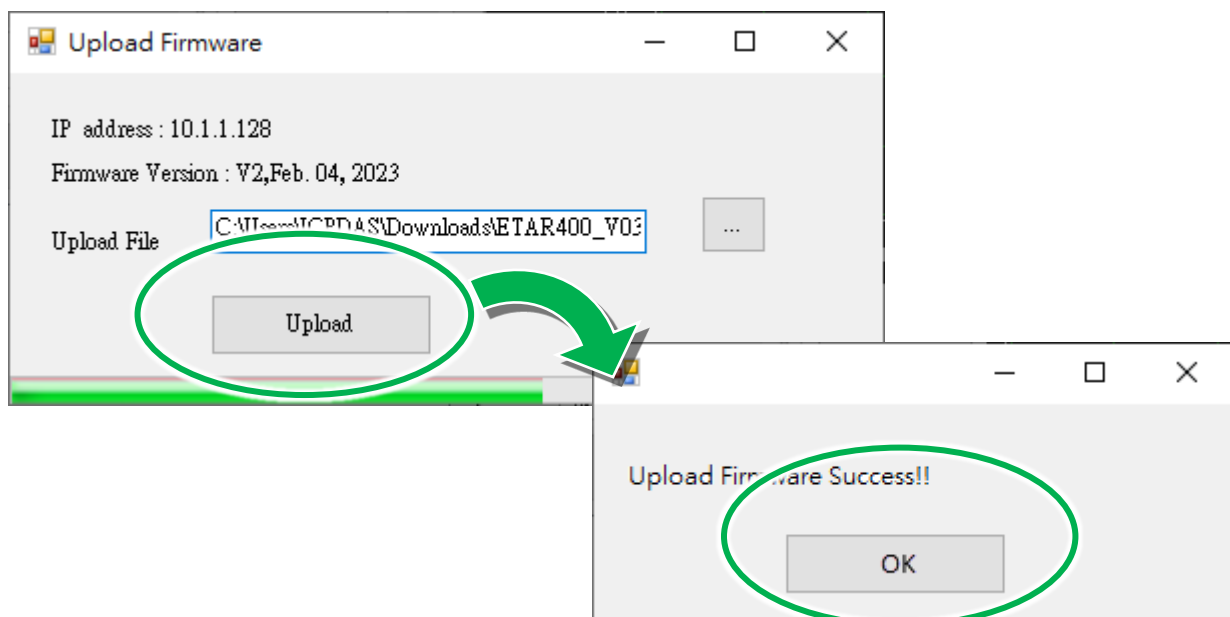 Upload Firmware
IP address : 10.1.1.128
Firmware Version : V2,Feb. 04, 2023
Upload File
C:\Users\ICPDAS\Downloads\ETAR400_V03
...
Upload
Upload Firmware Success!!
OK